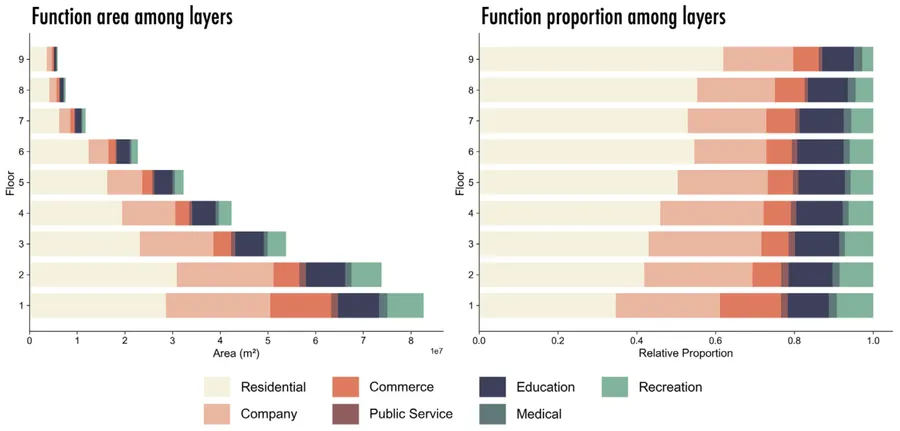 Function area among layers
Function proportion among layers
Floor
9
8
7
6
5
4
3
2
1
0 1 2 3 4 5 6 7 8
1e7
Area (m²)
Floor
9
8
7
6
5
4
3
2
1
0.0 0.2 0.4 0.6 0.8 1.0
Relative Proportion
Residential Commerce Education Recreation
Company Public Service Medical